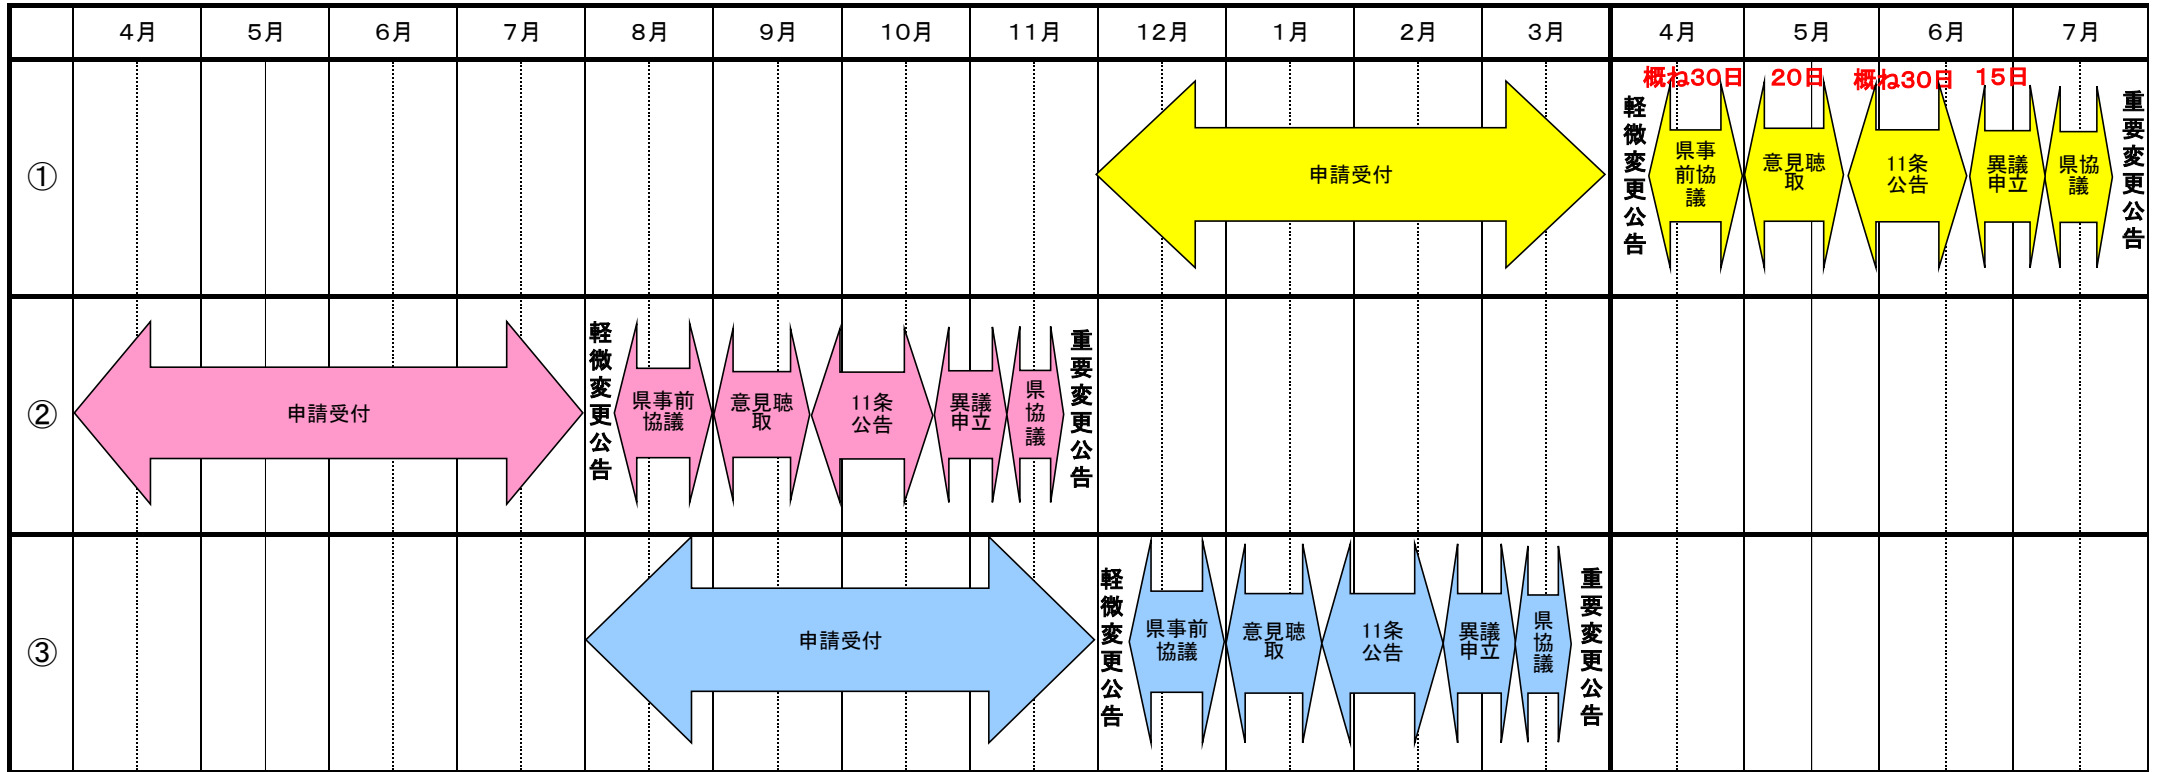 4月 5月 6月 7月 8月 9月 10月 11月 12月 1月 2月 3月 4月 5月 6月 7月
概ね30日 20日 概ね30日 15日
①
申請受付
軽微変更公告
県事
前協
議
意見聴
取
11条
公告
異議
申立
県協
議
重要変更公告
②
申請受付
軽微変更公告
県事前
協議
意見聴
取
11条
公告
異議
申立
県
協
議
重要変更公告
③
申請受付
軽微変更公告
県事前
協議
意見聴
取
11条
公告
異議
申立
県
協
議
重要変更公告